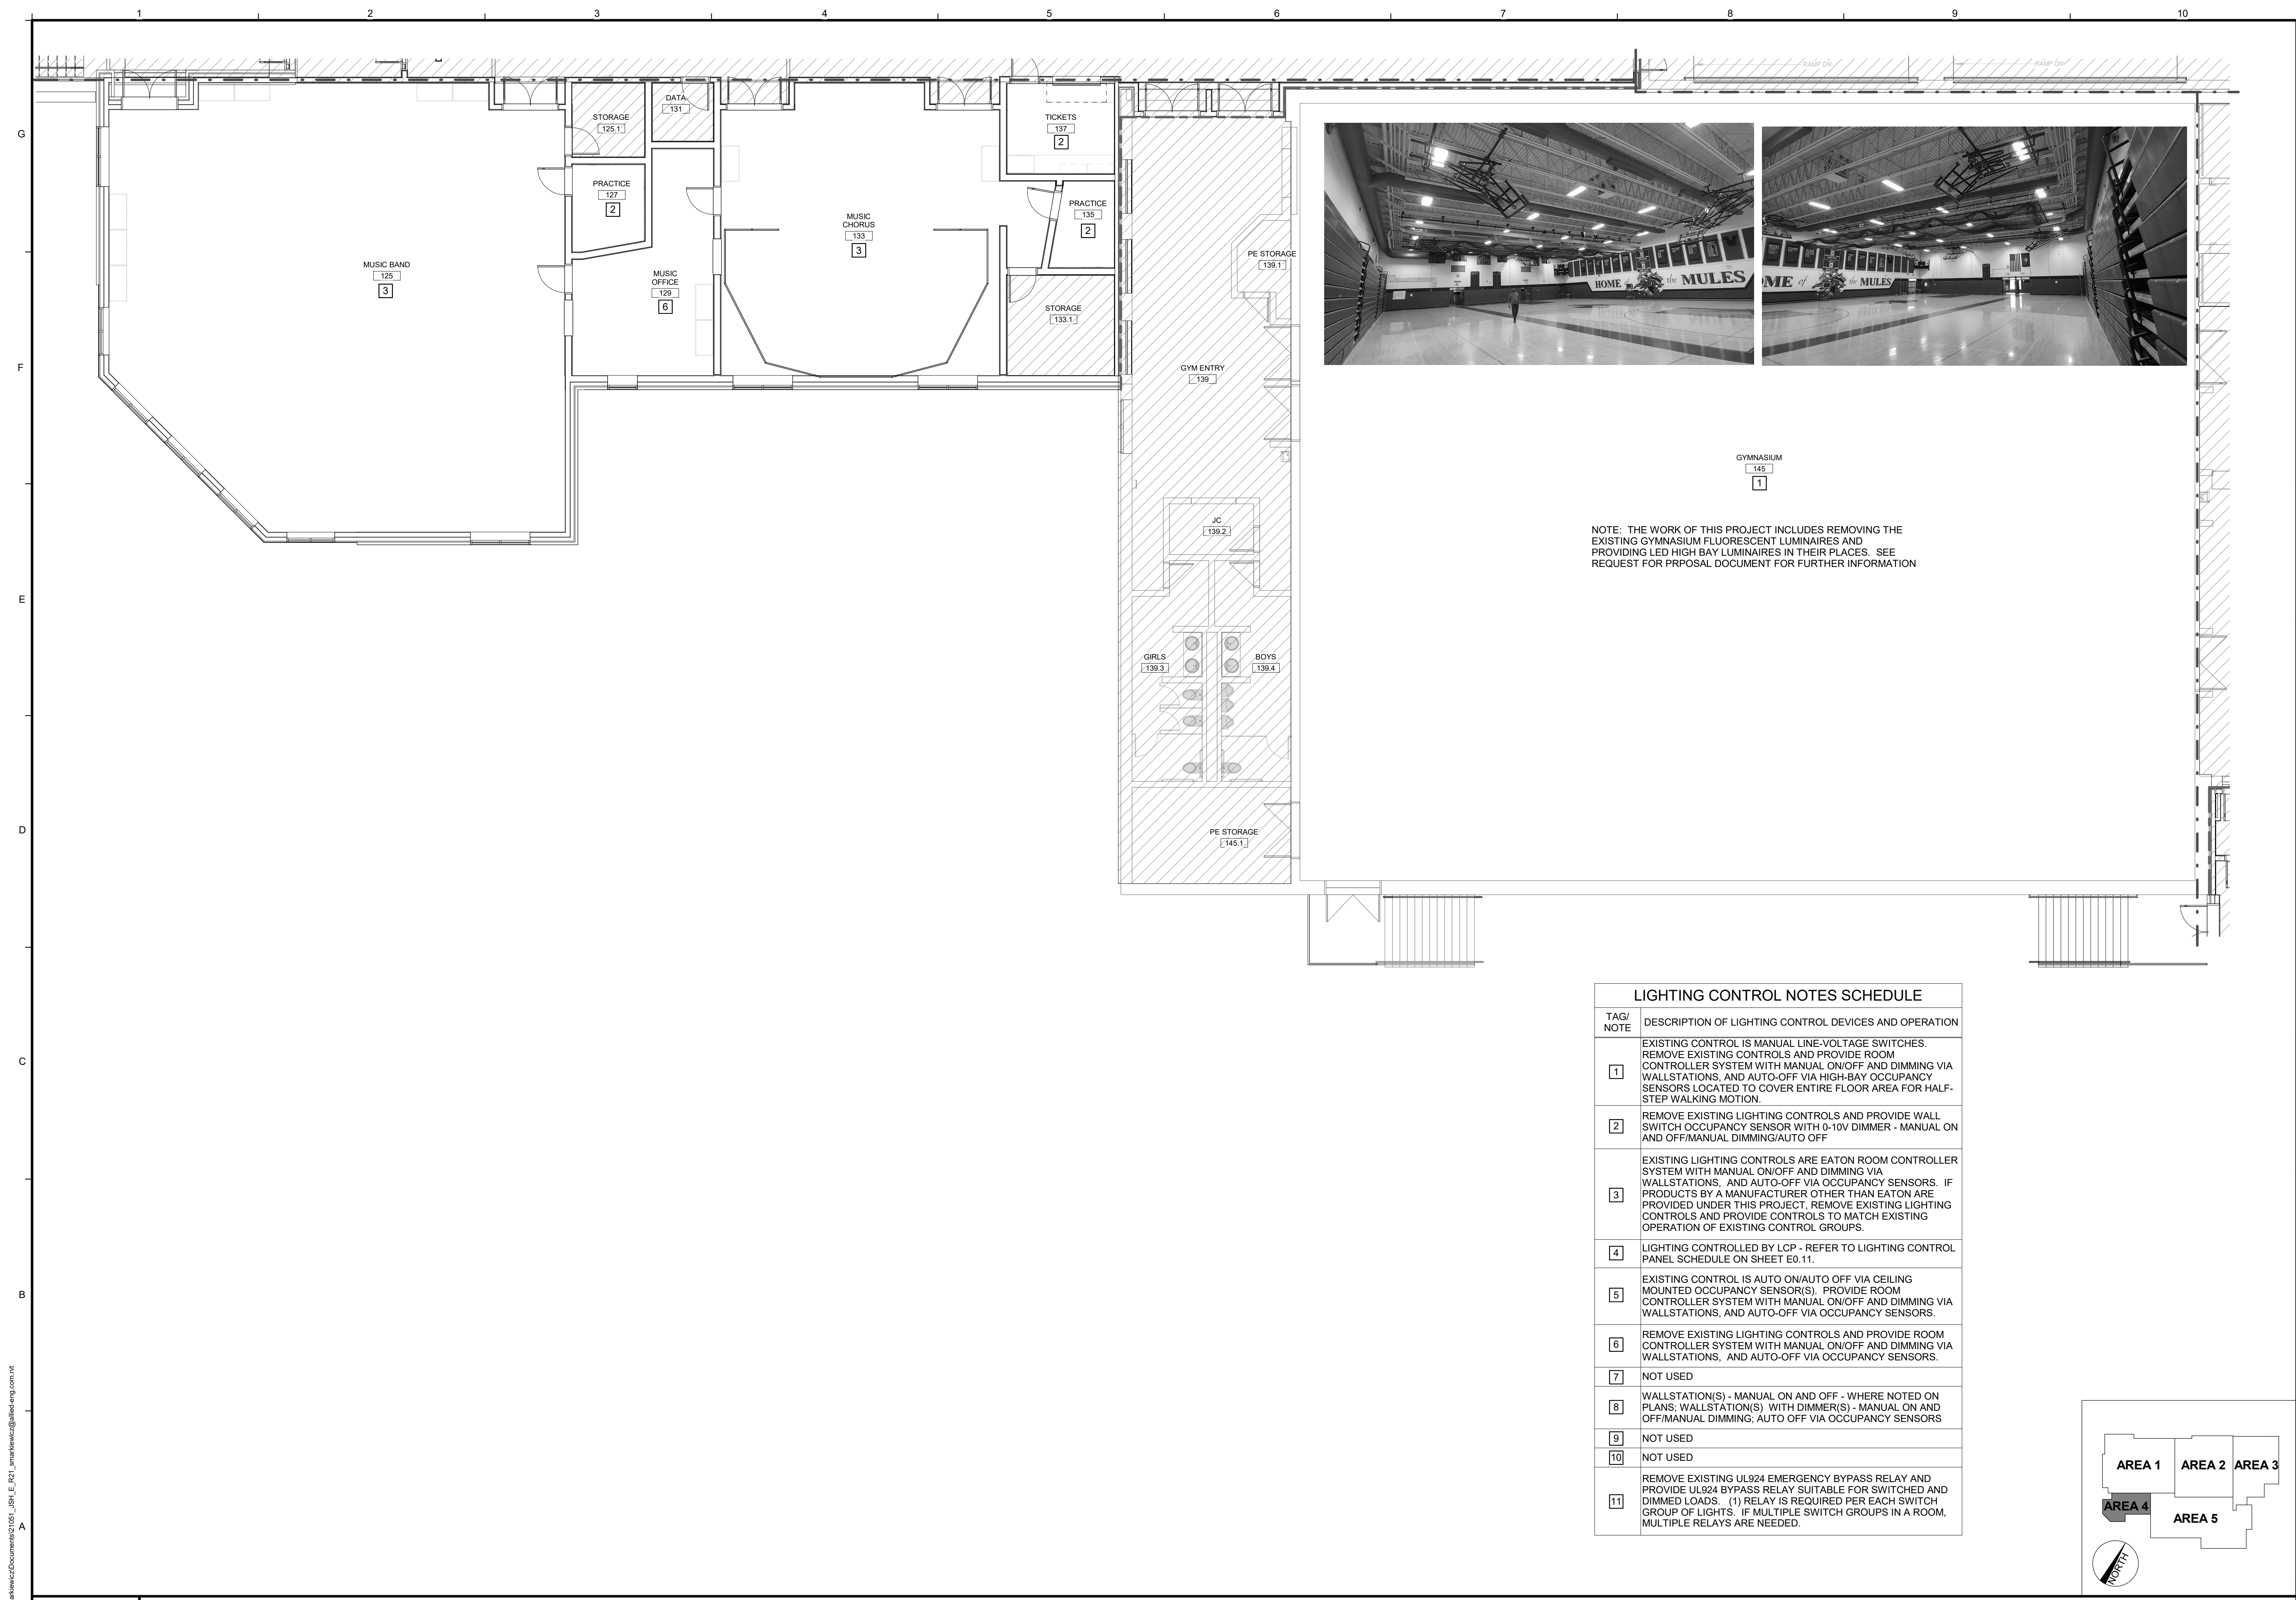 1 2 3 4 5 6 7 8 9 10
G
F
E
D
C
B
A
RAMP DN
RAMP DN
STORAGE
125.1
DATA
131
TICKETS
137
2
PRACTICE
127
2
PRACTICE
135
2
MUSIC
CHORUS
133
3
MUSIC BAND
125
3
MUSIC
OFFICE
129
6
STORAGE
133.1
PE STORAGE
139.1
GYM ENTRY
139
HOME of the MULES
OME of the MULES
GYMNASIUM
145
1
NOTE: THE WORK OF THIS PROJECT INCLUDES REMOVING THE
EXISTING GYMNASIUM FLUORESCENT LUMINAIRES AND
PROVIDING LED HIGH BAY LUMINAIRES IN THEIR PLACES. SEE
REQUEST FOR PRPOSAL DOCUMENT FOR FURTHER INFORMATION
JC
139.2
GIRLS
139.3
BOYS
139.4
PE STORAGE
145.1
LIGHTING CONTROL NOTES SCHEDULE
TAG/
NOTE
DESCRIPTION OF LIGHTING CONTROL DEVICES AND OPERATION
1
EXISTING CONTROL IS MANUAL LINE-VOLTAGE SWITCHES.
REMOVE EXISTING CONTROLS AND PROVIDE ROOM
CONTROLLER SYSTEM WITH MANUAL ON/OFF AND DIMMING VIA
WALLSTATIONS, AND AUTO-OFF VIA HIGH-BAY OCCUPANCY
SENSORS LOCATED TO COVER ENTIRE FLOOR AREA FOR HALF-
STEP WALKING MOTION.
2
REMOVE EXISTING LIGHTING CONTROLS AND PROVIDE WALL
SWITCH OCCUPANCY SENSOR WITH 0-10V DIMMER - MANUAL ON
AND OFF/MANUAL DIMMING/AUTO OFF
3
EXISTING LIGHTING CONTROLS ARE EATON ROOM CONTROLLER
SYSTEM WITH MANUAL ON/OFF AND DIMMING VIA
WALLSTATIONS, AND AUTO-OFF VIA OCCUPANCY SENSORS. IF
PRODUCTS BY A MANUFACTURER OTHER THAN EATON ARE
PROVIDED UNDER THIS PROJECT, REMOVE EXISTING LIGHTING
CONTROLS AND PROVIDE CONTROLS TO MATCH EXISTING
OPERATION OF EXISTING CONTROL GROUPS.
4
LIGHTING CONTROLLED BY LCP - REFER TO LIGHTING CONTROL
PANEL SCHEDULE ON SHEET E0.11.
5
EXISTING CONTROL IS AUTO ON/AUTO OFF VIA CEILING
MOUNTED OCCUPANCY SENSOR(S). PROVIDE ROOM
CONTROLLER SYSTEM WITH MANUAL ON/OFF AND DIMMING VIA
WALLSTATIONS, AND AUTO-OFF VIA OCCUPANCY SENSORS.
6
REMOVE EXISTING LIGHTING CONTROLS AND PROVIDE ROOM
CONTROLLER SYSTEM WITH MANUAL ON/OFF AND DIMMING VIA
WALLSTATIONS, AND AUTO-OFF VIA OCCUPANCY SENSORS.
7
NOT USED
8
WALLSTATION(S) - MANUAL ON AND OFF - WHERE NOTED ON
PLANS; WALLSTATION(S) WITH DIMMER(S) - MANUAL ON AND
OFF/MANUAL DIMMING; AUTO OFF VIA OCCUPANCY SENSORS
9
NOT USED
10
NOT USED
11
REMOVE EXISTING UL924 EMERGENCY BYPASS RELAY AND
PROVIDE UL924 BYPASS RELAY SUITABLE FOR SWITCHED AND
DIMMED LOADS. (1) RELAY IS REQUIRED PER EACH SWITCH
GROUP OF LIGHTS. IF MULTIPLE SWITCH GROUPS IN A ROOM,
MULTIPLE RELAYS ARE NEEDED.
AREA 1
AREA 2
AREA 3
AREA 4
AREA 5
NORTH
arkiewicz\Documents\21051_JSH_E_R21_smarkiewicz@allied-eng.com.rvt